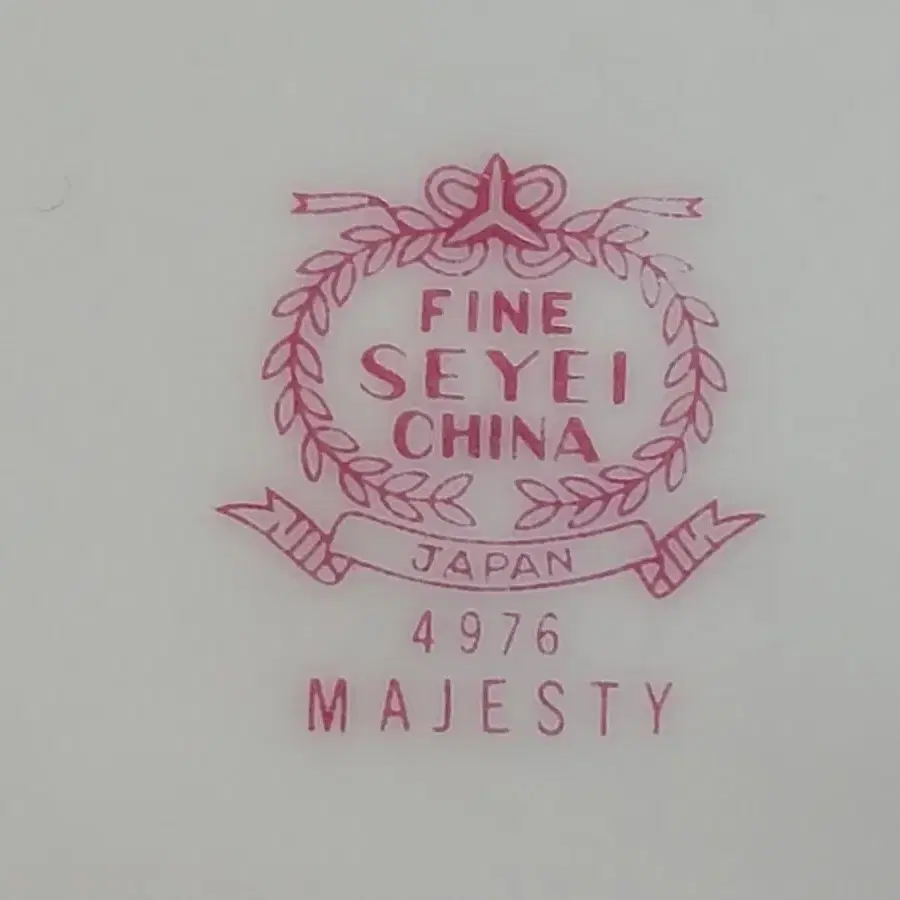 FINE
SEYEI
CHINA
JAPAN
4976
MAJESTY